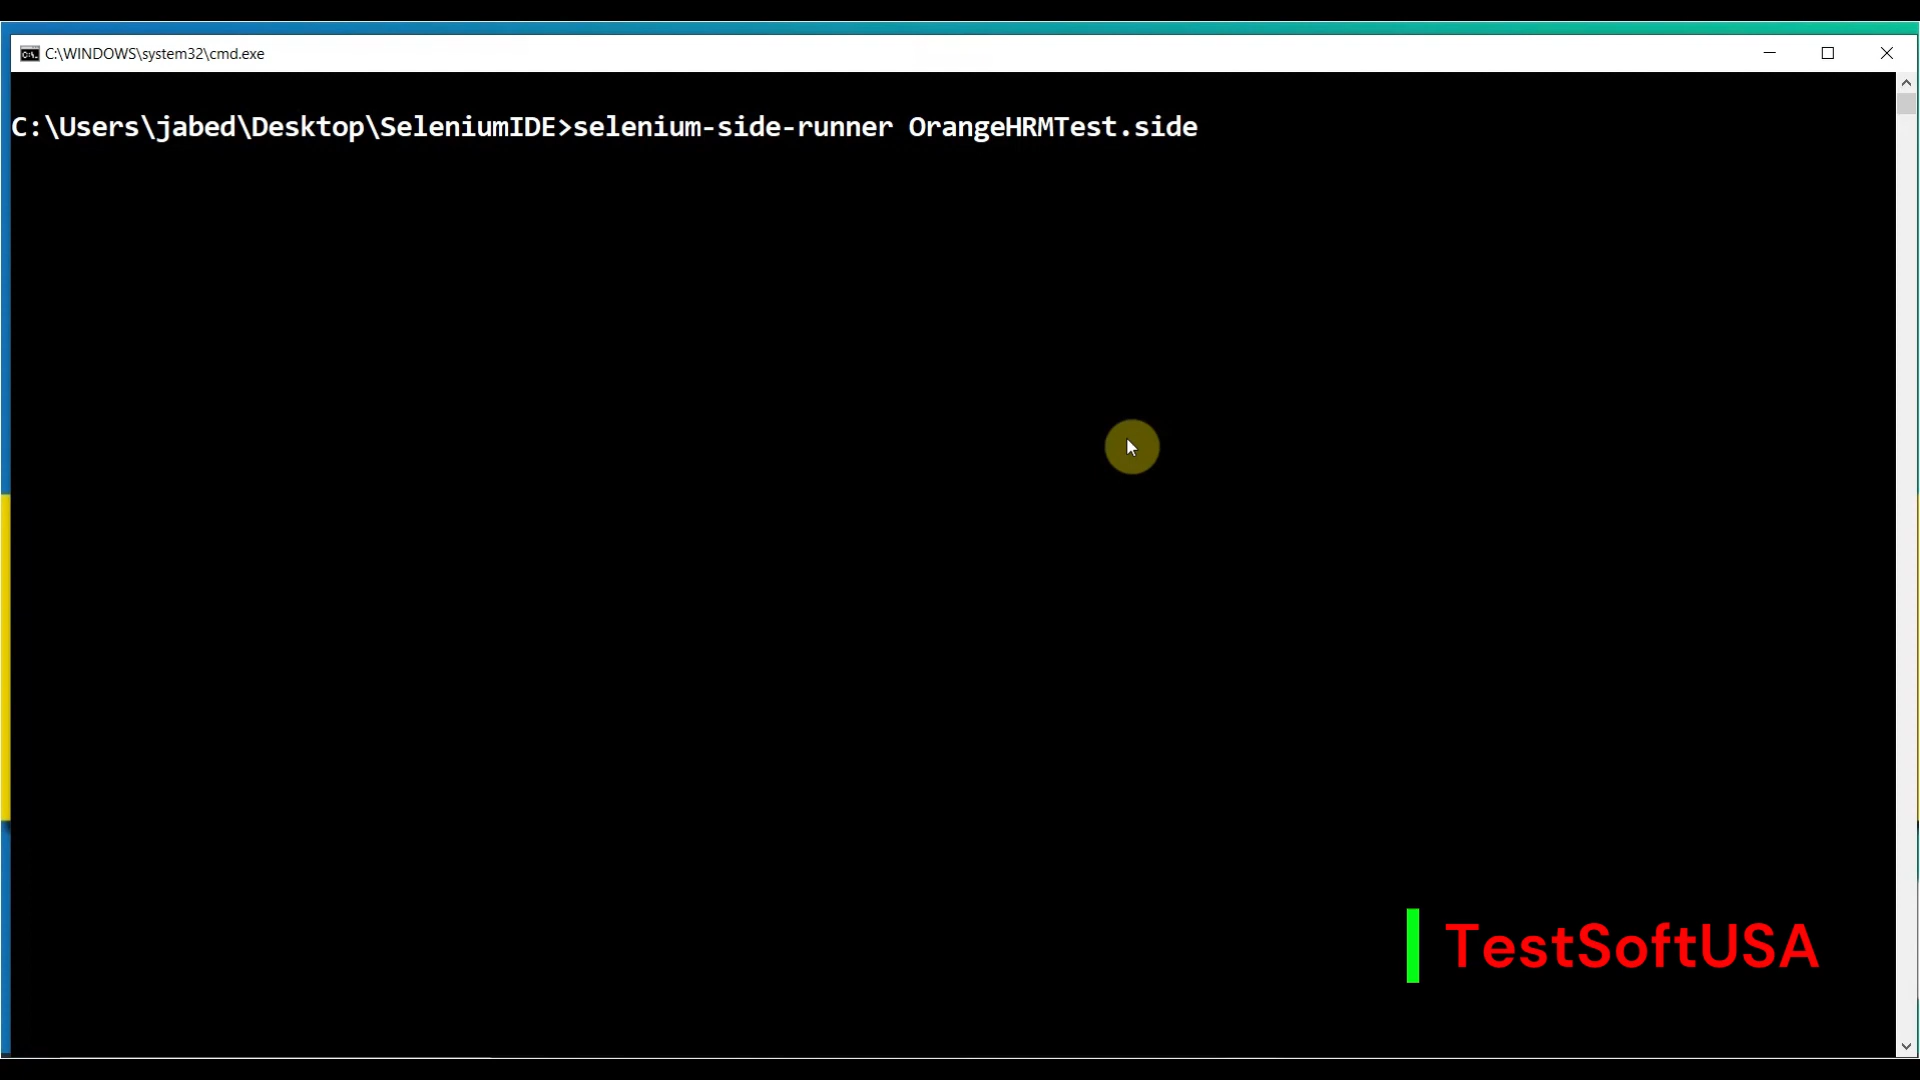 C:\WINDOWS\system32\cmd.exe
C:\Users\jabed\Desktop\SeleniumIDE>selenium-side-runner OrangeHRMTest.side
TestSoftUSA